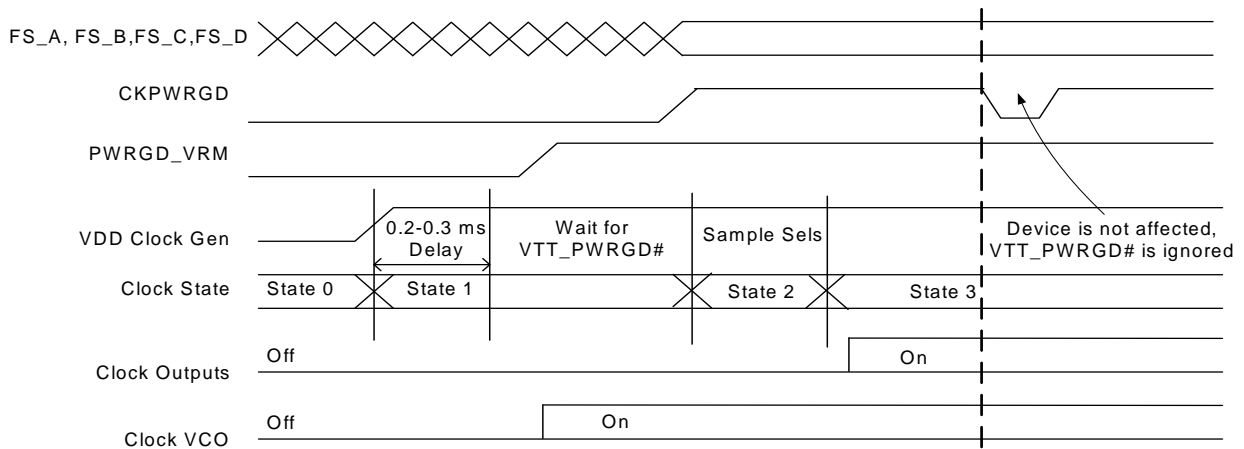 FS_A, FS_B,FS_C,FS_D
CKPWRGD
PWRGD_VRM
VDD Clock Gen
0.2-0.3 ms
Delay
Wait for
VTT_PWRGD#
Sample Sels
Device is not affected,
VTT_PWRGD# is ignored
Clock State
State 0
State 1
State 2
State 3
Clock Outputs
Off
On
Clock VCO
Off
On